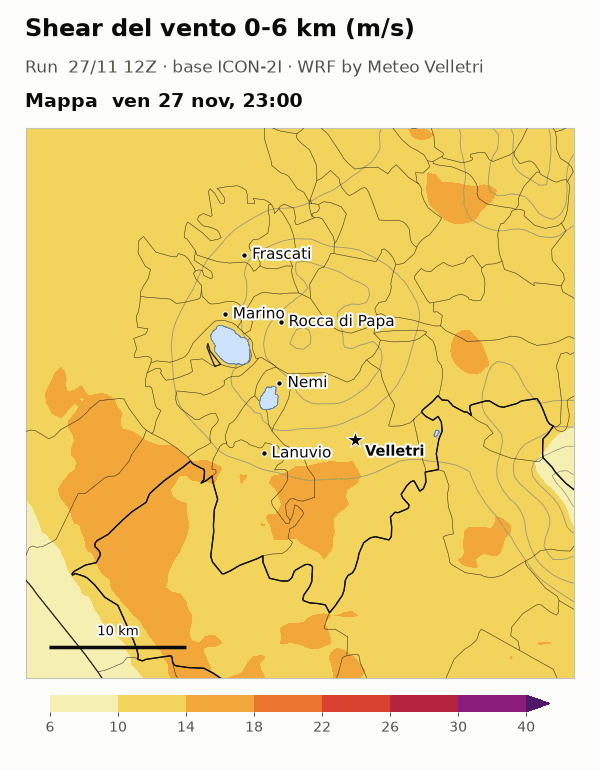 Shear del vento 0-6 km (m/s)
Run  27/11 12Z · base ICON-2I · WRF by Meteo Velletri
Mappa  ven 27 nov, 23:00
Frascati
Marino
Rocca di Papa
Nemi
Velletri
Lanuvio
10 km
6 10 14 18 22 26 30 40